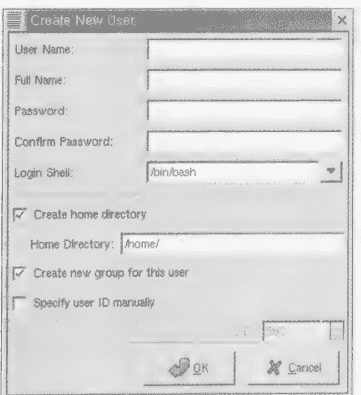 Create New User
User Name:
Full Name:
Password:
Confirm Password:
Login Shell: /bin/bash
Create home directory
Home Directory: /home/
Create new group for this user
Specify user ID manually
OK Cancel